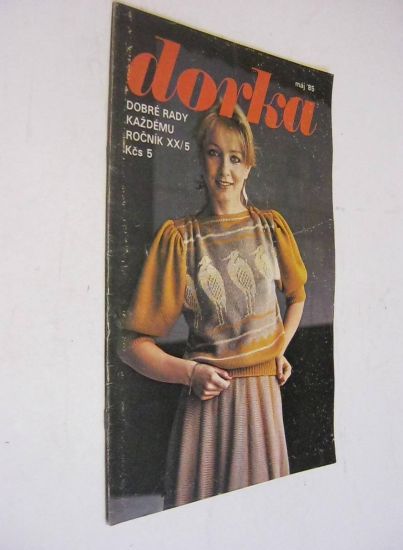 dorka
máj '85
DOBRÉ RADY
KAŽDÉMU
ROČNÍK XX/5
Kčs 5